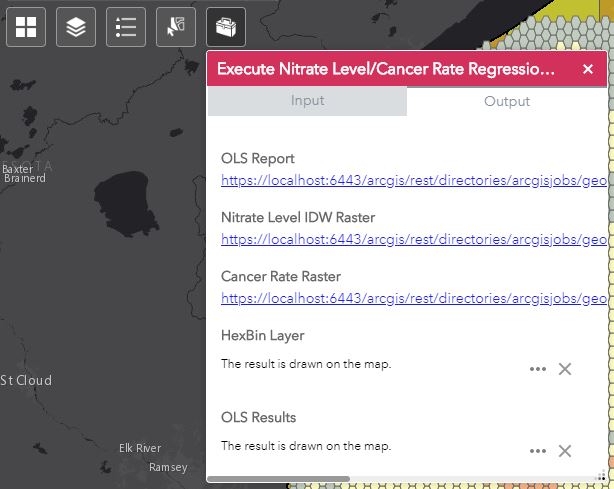 Execute Nitrate Level/Cancer Rate Regressio...
Input
Output
OLS Report
https://localhost:6443/arcgis/rest/directories/arcgisjobs/geo
Nitrate Level IDW Raster
https://localhost:6443/arcgis/rest/directories/arcgisjobs/geo
Cancer Rate Raster
https://localhost:6443/arcgis/rest/directories/arcgisjobs/geo
HexBin Layer
The result is drawn on the map.
OLS Results
The result is drawn on the map.
Baxter
Brainerd
St Cloud
Elk River
Ramsey